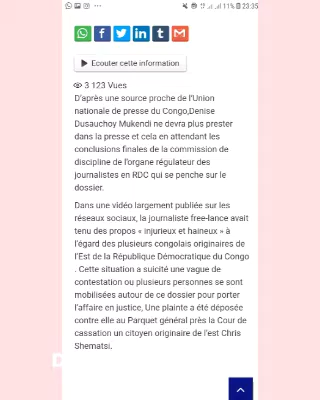 11% 23:35
Ecouter cette information
3 123 Vues
D'après une source proche de l'Union
nationale de presse du Congo,Denise
Dusauchoy Mukendi ne devra plus prester
dans la presse et cela en attendant les
conclusions finales de la commission de
discipline de l'organe régulateur des
journalistes en RDC qui se penche sur le
dossier.
Dans une vidéo largement publiée sur les
réseaux sociaux, la journaliste free-lance avait
tenu des propos « injurieux et haineux » à
l'égard des plusieurs congolais originaires de
l'Est de la République Démocratique du Congo
. Cette situation a suicité une vague de
contestation ou plusieurs personnes se sont
mobilisées autour de ce dossier pour porter
l'affaire en justice, Une plainte a été déposée
contre elle au Parquet général près la Cour de
cassation un citoyen originaire de l'est Chris
Shematsi.